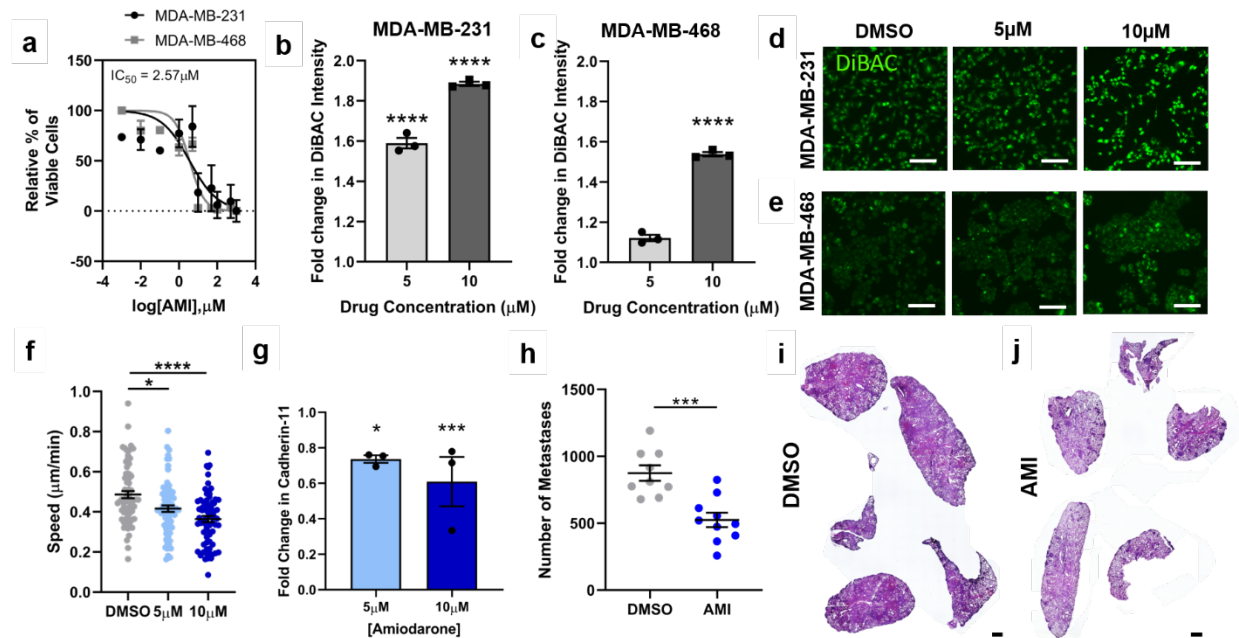 a
MDA-MB-231
MDA-MB-468
IC50 = 2.57μM
Relative % of
Viable Cells
100
50
0
-50
-4
-2
0
2
4
log[AMI],μM
b
MDA-MB-231
****
****
Fold change in DiBAC Intensity
2.0
1.8
1.6
1.4
1.2
1.0
5
10
Drug Concentration (μM)
c
MDA-MB-468
****
Fold change in DiBAC Intensity
2.0
1.8
1.6
1.4
1.2
1.0
5
10
Drug Concentration (μM)
d
DMSO
5μM
10μM
MDA-MB-231
DiBAC
e
MDA-MB-468
f
****
*
Speed (μm/min)
1.0
0.8
0.6
0.4
0.2
0.0
DMSO
5μM
10μM
g
*
***
Fold Change in Cadherin-11
1.0
0.8
0.6
0.4
0.2
0.0
5μM
10μM
[Amiodarone]
h
***
Number of Metastases
1500
1000
500
0
DMSO
AMI
i
DMSO
j
AMI